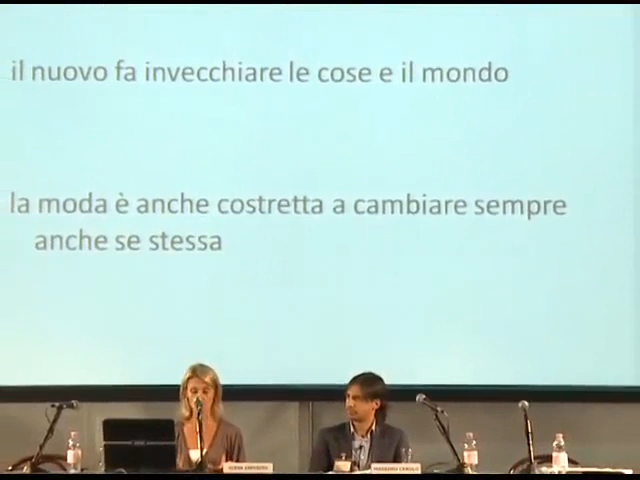 il nuovo fa invecchiare le cose e il mondo
la moda è anche costretta a cambiare sempre
anche se stessa